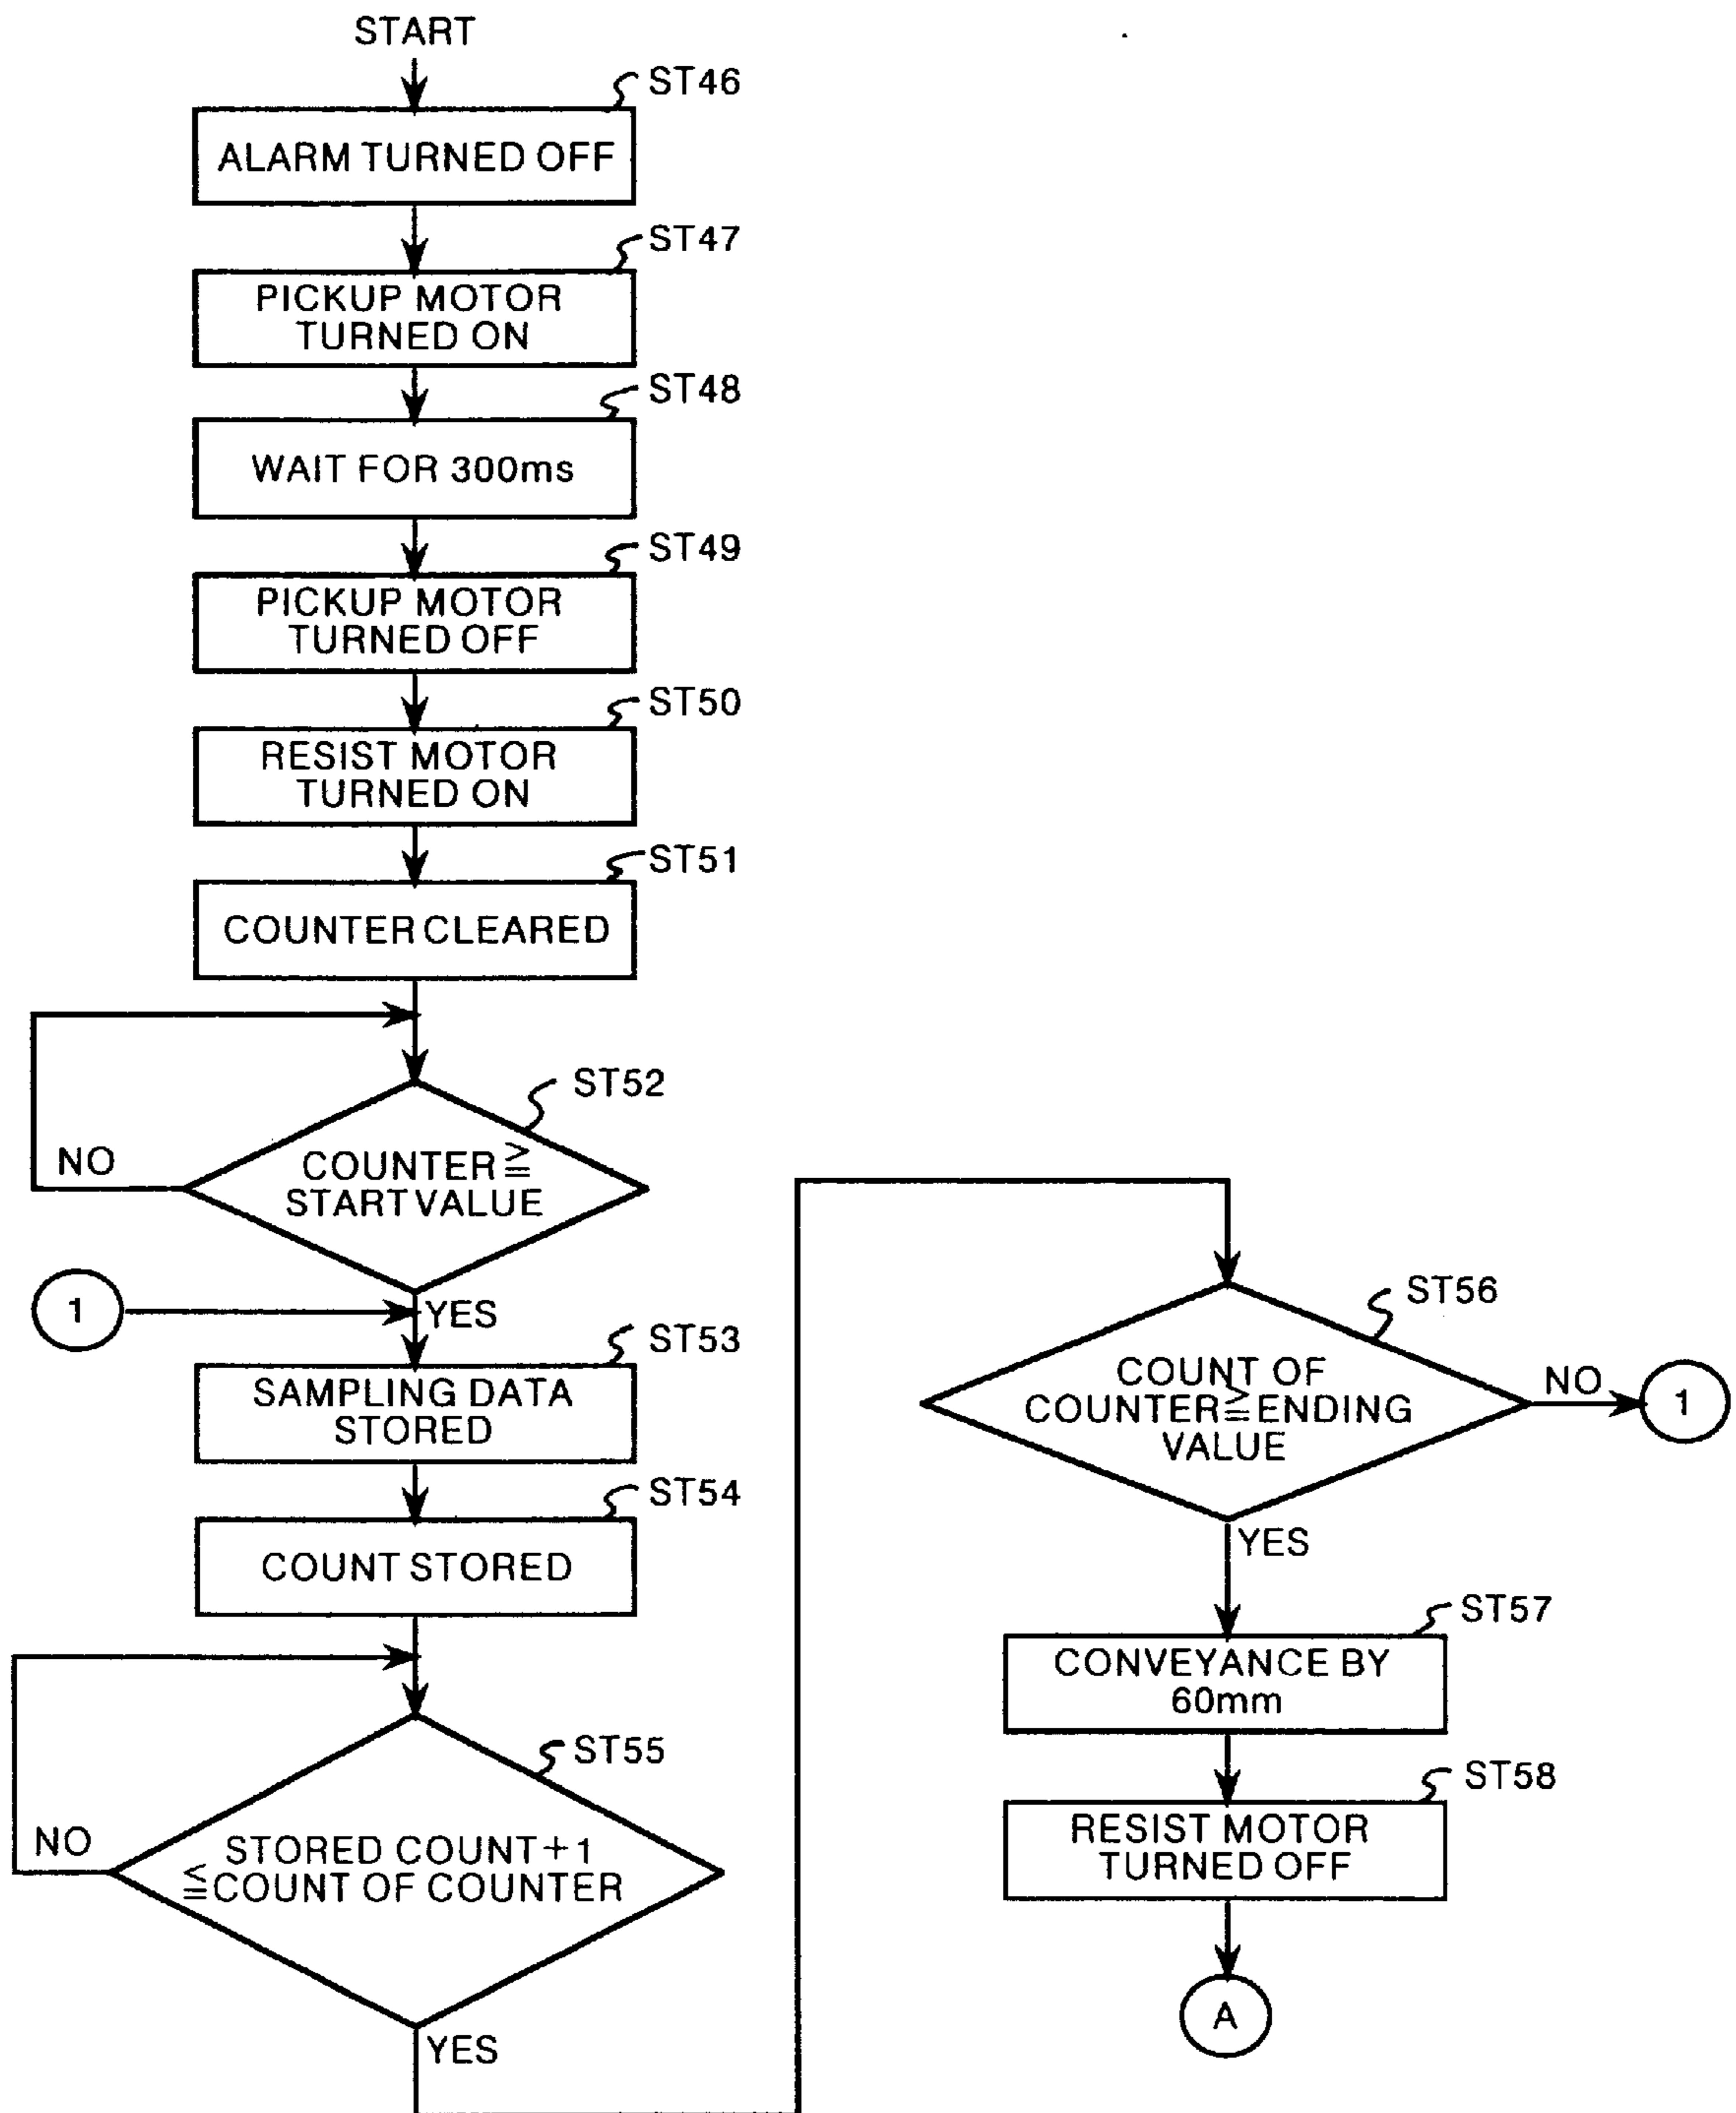 START
ST46
ALARM TURNED OFF
ST47
PICKUP MOTOR
TURNED ON
ST48
WAIT FOR 300ms
ST49
PICKUP MOTOR
TURNED OFF
ST50
RESIST MOTOR
TURNED ON
ST51
COUNTER CLEARED
ST52
COUNTER ≧
START VALUE
NO
1
YES
ST53
SAMPLING DATA
STORED
ST54
COUNT STORED
ST55
STORED COUNT+1
≦COUNT OF COUNTER
NO
YES
ST56
COUNT OF
COUNTER≧ENDING
VALUE
NO
1
YES
ST57
CONVEYANCE BY
60mm
ST58
RESIST MOTOR
TURNED OFF
A